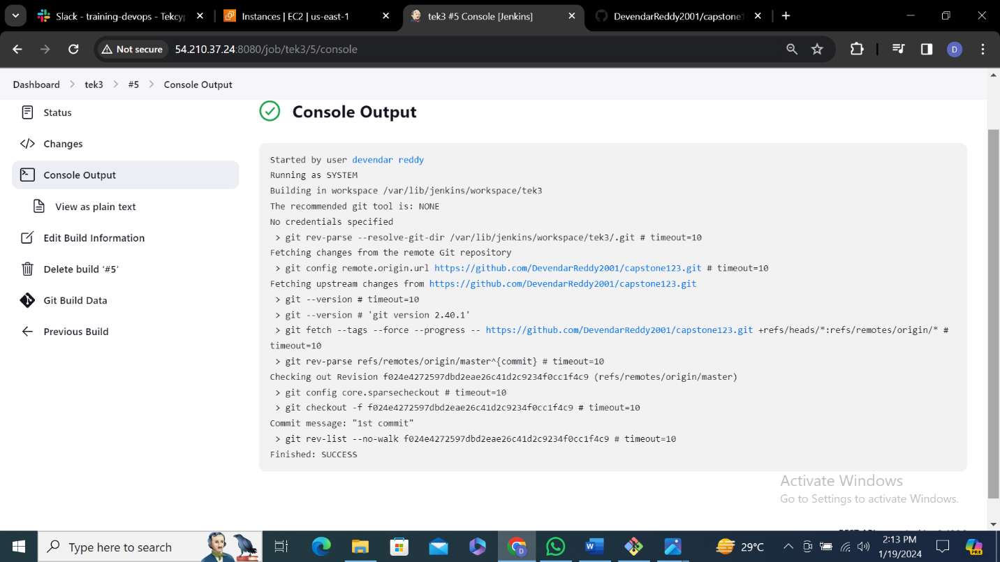 Slack - training-devops - Tekcyp
Instances | EC2 | us-east-1
tek3 #5 Console [Jenkins]
DevendarReddy2001/capstone1
Not secure
54.210.37.24:8080/job/tek3/5/console
D
Dashboard
tek3
#5
Console Output
Status
Changes
Console Output
View as plain text
Edit Build Information
Delete build ‘#5’
Git Build Data
Previous Build
Console Output
Started by user devendar reddy
Running as SYSTEM
Building in workspace /var/lib/jenkins/workspace/tek3
The recommended git tool is: NONE
No credentials specified
> git rev-parse --resolve-git-dir /var/lib/jenkins/workspace/tek3/.git # timeout=10
Fetching changes from the remote Git repository
> git config remote.origin.url https://github.com/DevendarReddy2001/capstone123.git # timeout=10
Fetching upstream changes from https://github.com/DevendarReddy2001/capstone123.git
> git --version # timeout=10
> git --version # 'git version 2.40.1'
> git fetch --tags --force --progress -- https://github.com/DevendarReddy2001/capstone123.git +refs/heads/*:refs/remotes/origin/* #
timeout=10
> git rev-parse refs/remotes/origin/master^{commit} # timeout=10
Checking out Revision f024e4272597dbd2eae26c41d2c9234f0cc1f4c9 (refs/remotes/origin/master)
> git config core.sparsecheckout # timeout=10
> git checkout -f f024e4272597dbd2eae26c41d2c9234f0cc1f4c9 # timeout=10
Commit message: "1st commit"
> git rev-list --no-walk f024e4272597dbd2eae26c41d2c9234f0cc1f4c9 # timeout=10
Finished: SUCCESS
Activate Windows
Go to Settings to activate Windows.
Type here to search
29°C
2:13 PM
1/19/2024
PRE